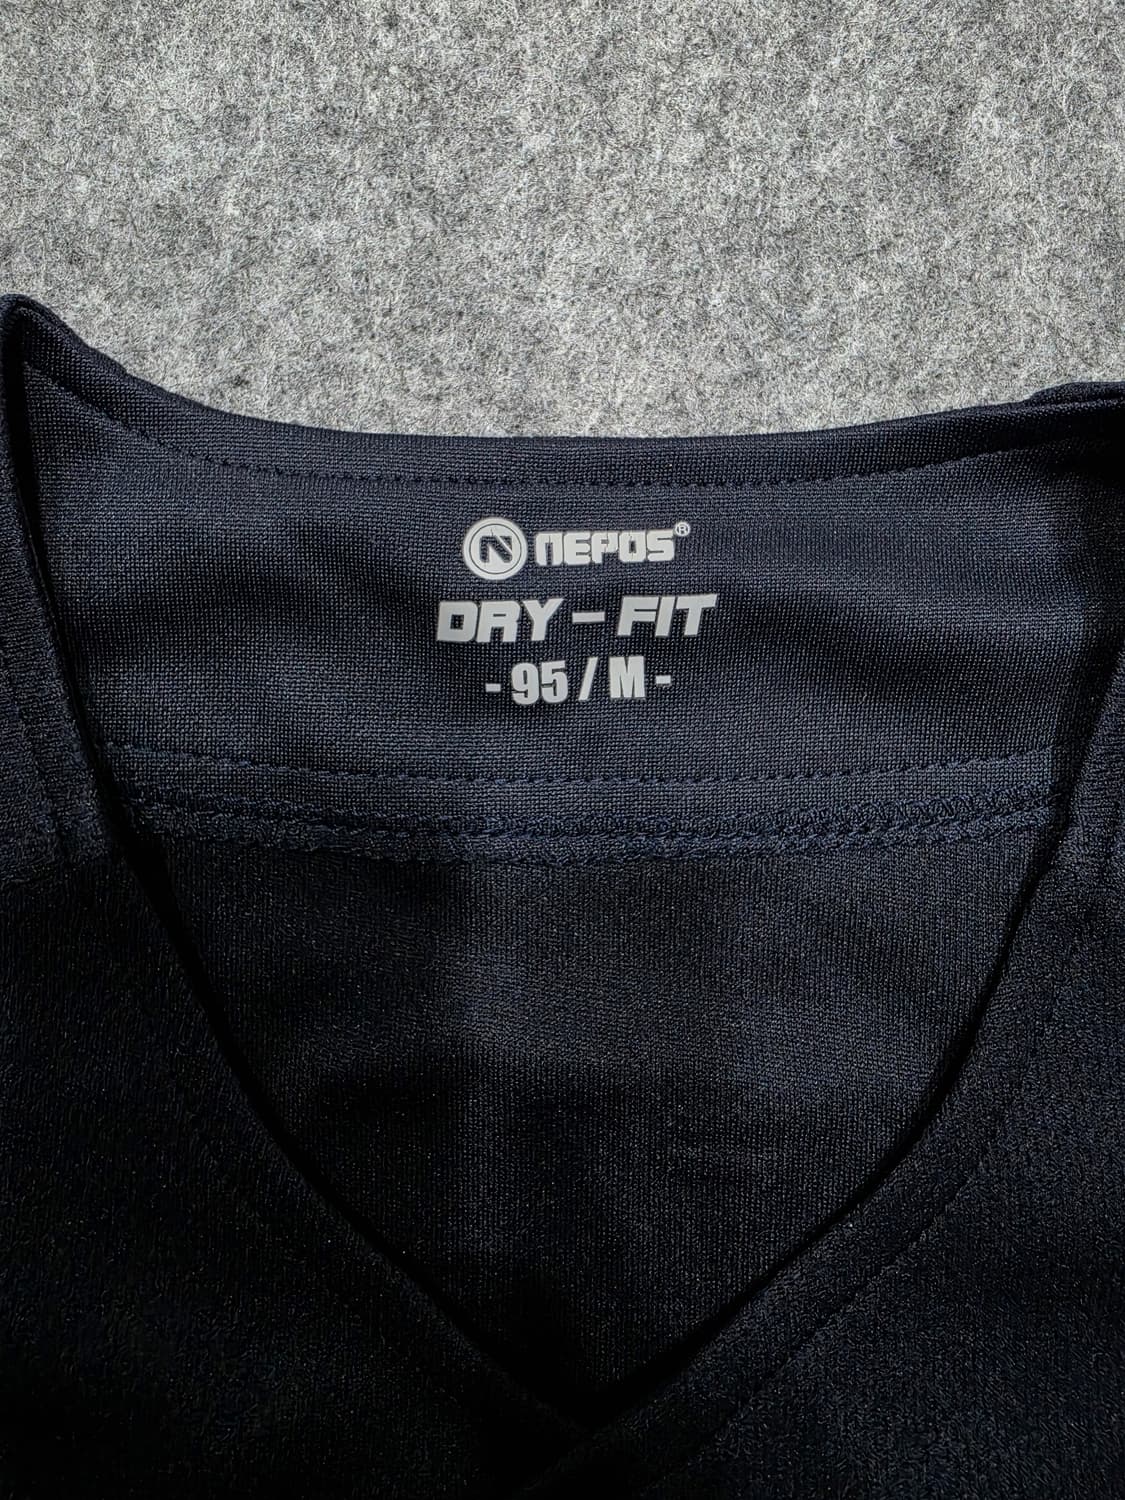 N NEPOS®
DRY - FIT
- 95 / M -